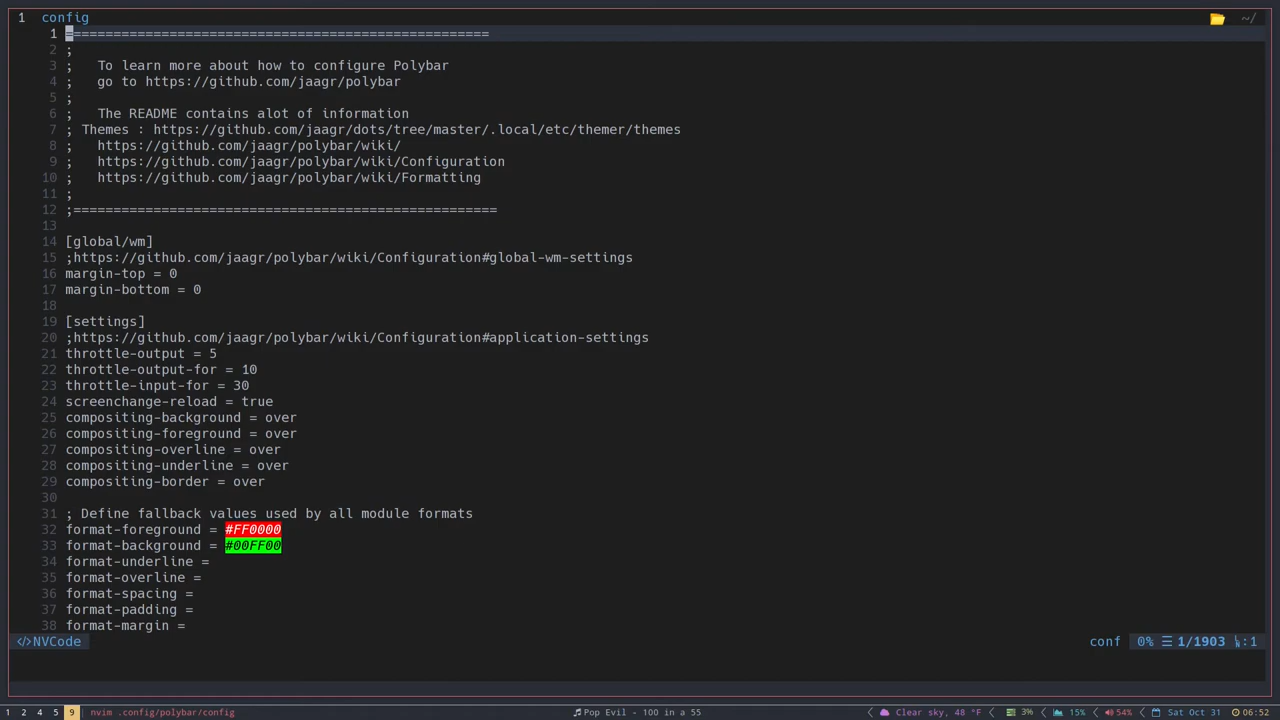 1 config ~/
1 ==================================================== 
2 ;
3 ;   To learn more about how to configure Polybar
4 ;   go to https://github.com/jaagr/polybar
5 ;
6 ;   The README contains alot of information
7 ; Themes : https://github.com/jaagr/dots/tree/master/.local/etc/themer/themes
8 ;   https://github.com/jaagr/polybar/wiki/
9 ;   https://github.com/jaagr/polybar/wiki/Configuration
10 ;   https://github.com/jaagr/polybar/wiki/Formatting
11 ;
12 ;=====================================================
13
14 [global/wm]
15 ;https://github.com/jaagr/polybar/wiki/Configuration#global-wm-settings
16 margin-top = 0
17 margin-bottom = 0
18
19 [settings]
20 ;https://github.com/jaagr/polybar/wiki/Configuration#application-settings
21 throttle-output = 5
22 throttle-output-for = 10
23 throttle-input-for = 30
24 screenchange-reload = true
25 compositing-background = over
26 compositing-foreground = over
27 compositing-overline = over
28 compositing-underline = over
29 compositing-border = over
30
31 ; Define fallback values used by all module formats
32 format-foreground = #FF0000
33 format-background = #00FF00
34 format-underline =
35 format-overline =
36 format-spacing =
37 format-padding =
38 format-margin =
</>NVCode conf 0% ☰ 1/1903 :1
1 2 4 5 9 nvim .config/polybar/config Pop Evil - 100 in a 55 Clear sky, 48 °F 3% 15% 54% Sat Oct 31 06:52